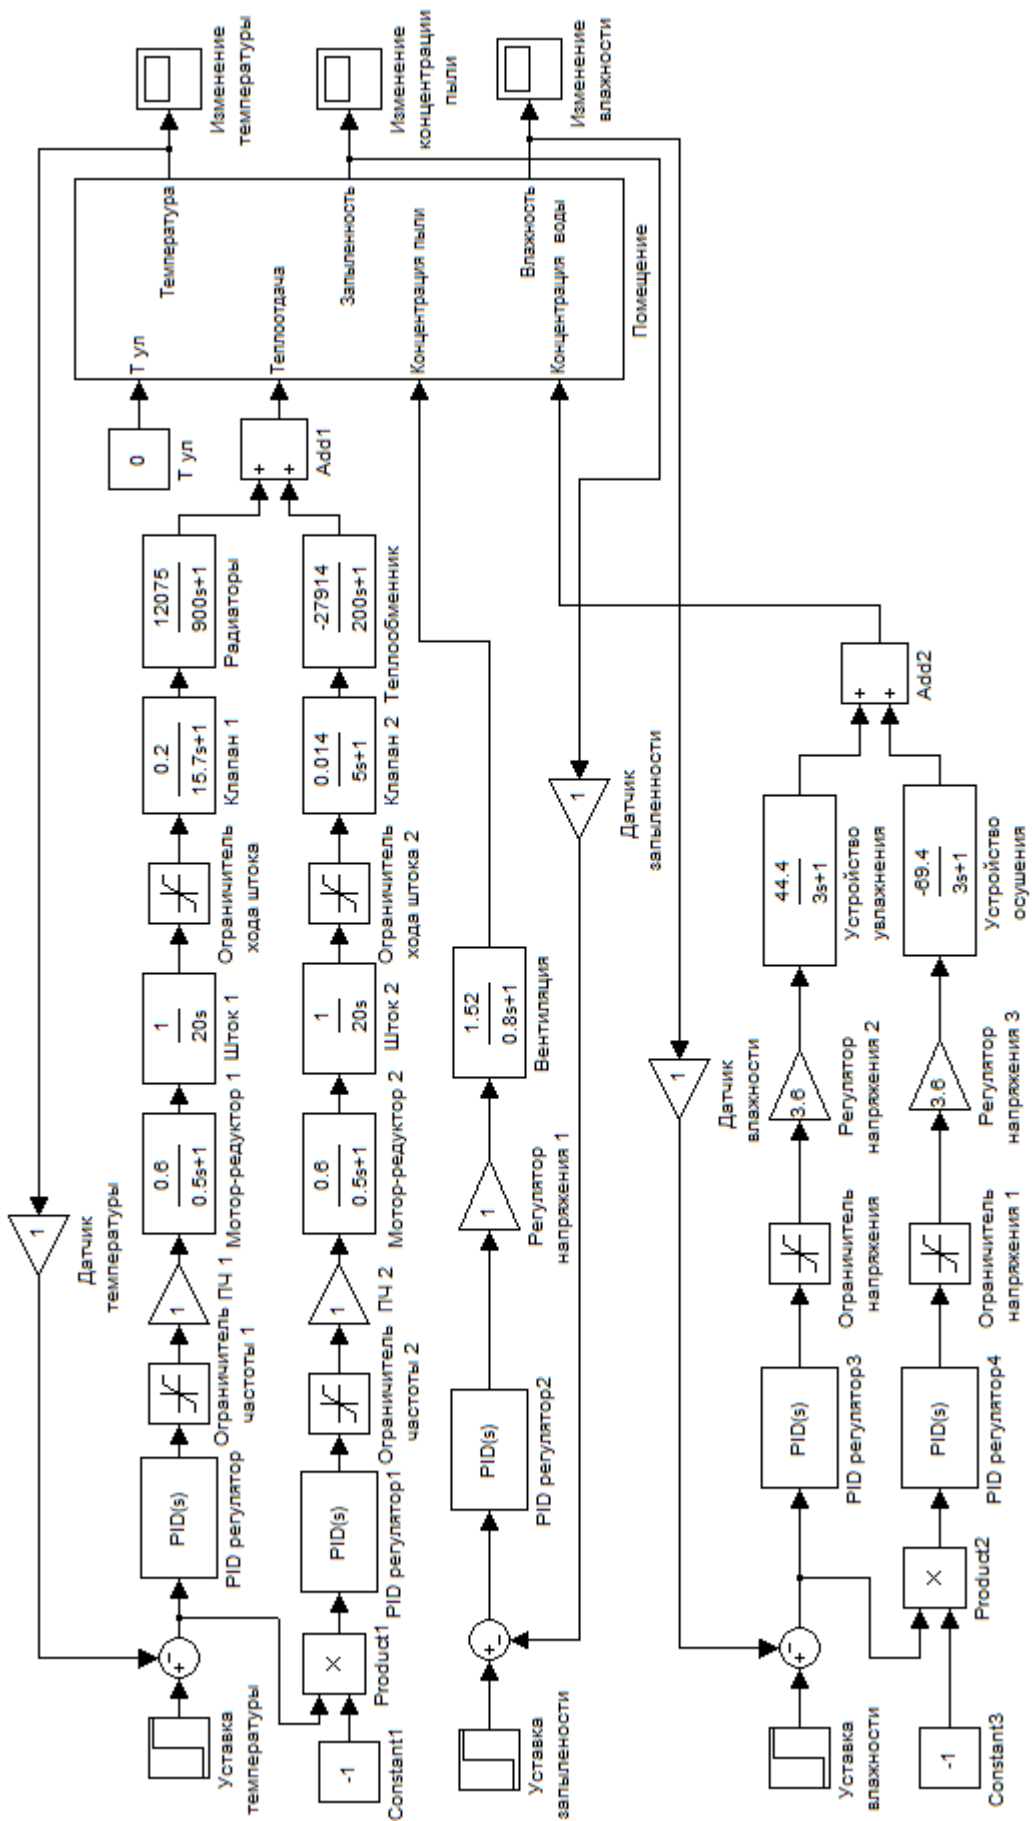 Уставка
температуры
+
−
PID(s)
PID регулятор
Ограничитель
частоты 1
1
ПЧ 1
0.6
0.5s+1
Мотор-редуктор 1
1
20s
Шток 1
Ограничитель
хода штока
0.2
15.7s+1
Клапан 1
12075
900s+1
Радиаторы
1
Датчик
температуры
0
Т ул
-1
Constant1
×
Product1
PID(s)
PID регулятор1
Ограничитель
частоты 2
1
ПЧ 2
0.6
0.5s+1
Мотор-редуктор 2
1
20s
Шток 2
Ограничитель
хода штока 2
0.014
5s+1
Клапан 2
-27914
200s+1
Теплообменник
+
+
Add1
Т ул
Теплоотдача
Концентрация пыли
Концентрация воды
Температура
Запыленность
Влажность
Помещение
Изменение
температуры
Изменение
концентрации
пыли
Изменение
влажности
Уставка
запылености
+
−
PID(s)
PID регулятор2
1
Регулятор
напряжения 1
1.52
0.8s+1
Вентиляция
1
Датчик
запыленности
1
Датчик
влажности
Уставка
влажности
+
−
PID(s)
PID регулятор3
Ограничитель
напряжения
3.6
Регулятор
напряжения 2
44.4
3s+1
Устройство
увлажнения
-1
Constant3
×
Product2
PID(s)
PID регулятор4
Ограничитель
напряжения 1
3.6
Регулятор
напряжения 3
-69.4
3s+1
Устройство
осушения
+
+
Add2